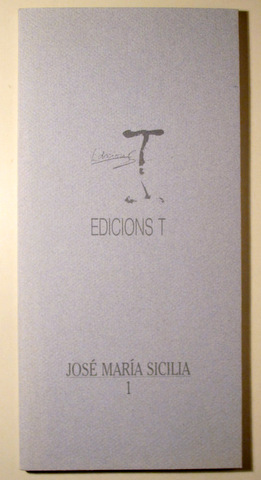 T
EDICIONS T
JOSÉ MARÍA SICILIA
1